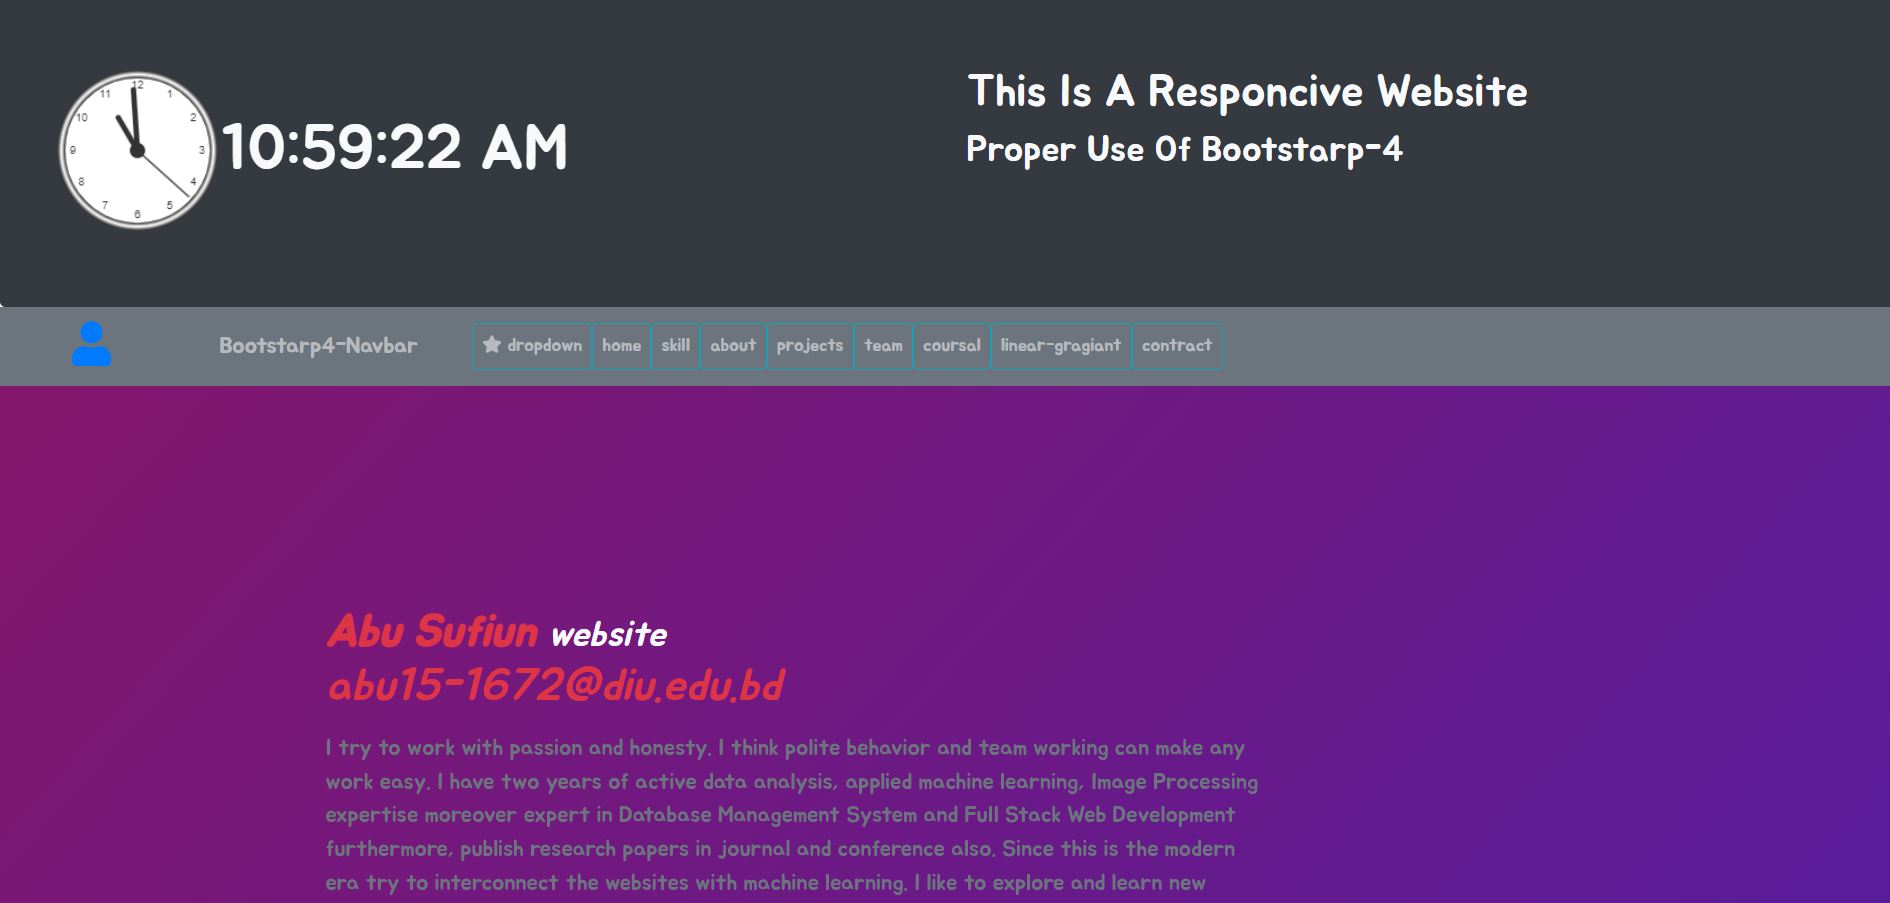 12
1
2
3
4
5
6
7
8
9
10
11
10:59:22 AM
This Is A Responcive Website
Proper Use Of Bootstarp-4
Bootstarp4-Navbar
dropdown home skill about projects team coursal linear-gragiant contract
Abu Sufiun website
abu15-1672@diu.edu.bd
I try to work with passion and honesty. I think polite behavior and team working can make any
work easy. I have two years of active data analysis, applied machine learning, Image Processing
expertise moreover expert in Database Management System and Full Stack Web Development
furthermore, publish research papers in journal and conference also. Since this is the modern
era try to interconnect the websites with machine learning. I like to explore and learn new